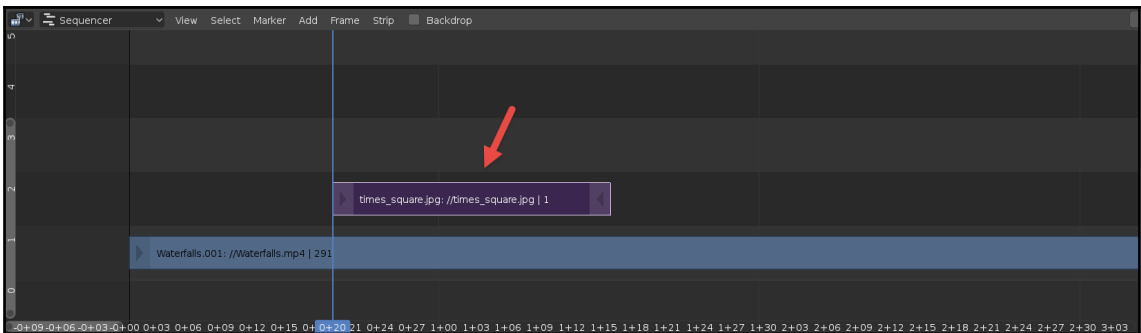 Sequencer View Select Marker Add Frame Strip Backdrop
5
4
3
2
times_square.jpg: //times_square.jpg | 1
1
Waterfalls.001: //Waterfalls.mp4 | 291
0
-0+09 -0+06 -0+03 -0+00 0+03 0+06 0+09 0+12 0+15 0+ 0+20 21 0+24 0+27 1+00 1+03 1+06 1+09 1+12 1+15 1+18 1+21 1+24 1+27 1+30 2+03 2+06 2+09 2+12 2+15 2+18 2+21 2+24 2+27 2+30 3+03